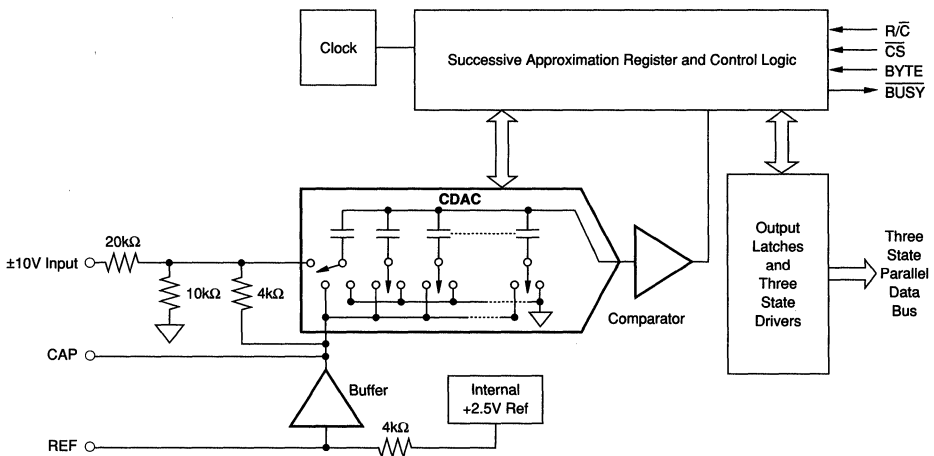 Clock
Successive Approximation Register and Control Logic
R/C̅
C̅S̅
BYTE
B̅U̅S̅Y̅
CDAC
20kΩ
±10V Input
10kΩ
4kΩ
Comparator
Output
Latches
and
Three
State
Drivers
Three
State
Parallel
Data
Bus
CAP
Buffer
Internal
+2.5V Ref
4kΩ
REF